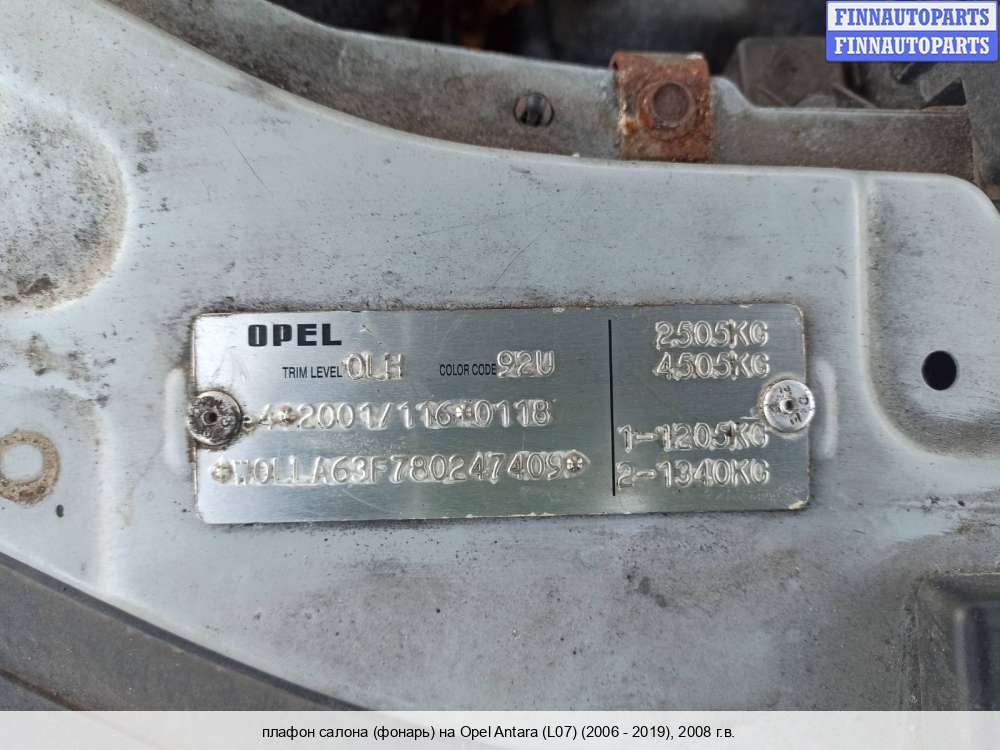 FINNAUTOPARTS
FINNAUTOPARTS
OPEL
TRIM LEVEL 0LH COLOR CODE 92U
4*2001/116*0118
*W0LLA63F780247409*
2505KG
4505KG
1-1205KG
2-1340KG
плафон салона (фонарь) на Opel Antara (L07) (2006 - 2019), 2008 г.в.